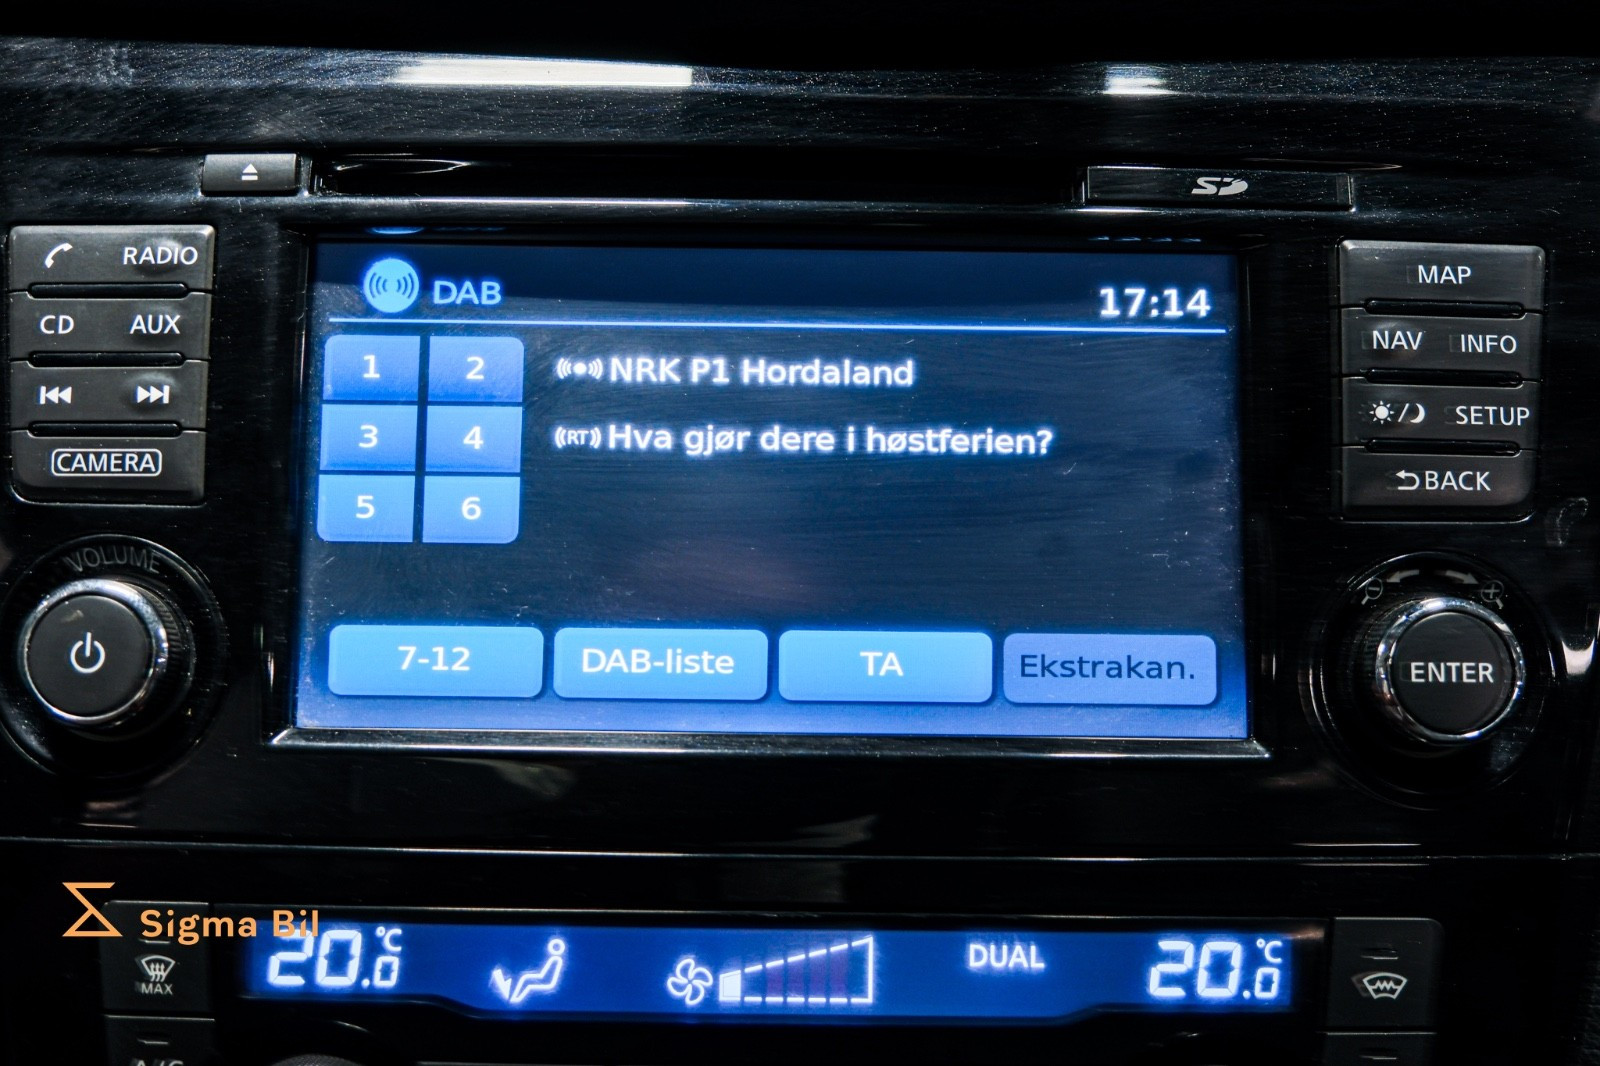 SD
RADIO
CD AUX
CAMERA
VOLUME
DAB 17:14
1 2
3 4
5 6
NRK P1 Hordaland
RT Hva gjør dere i høstferien?
7-12 DAB-liste TA Ekstrakan.
MAP
NAV INFO
SETUP
BACK
ENTER
Sigma Bil
MAX
20.0 °C DUAL 20.0 °C
A/C